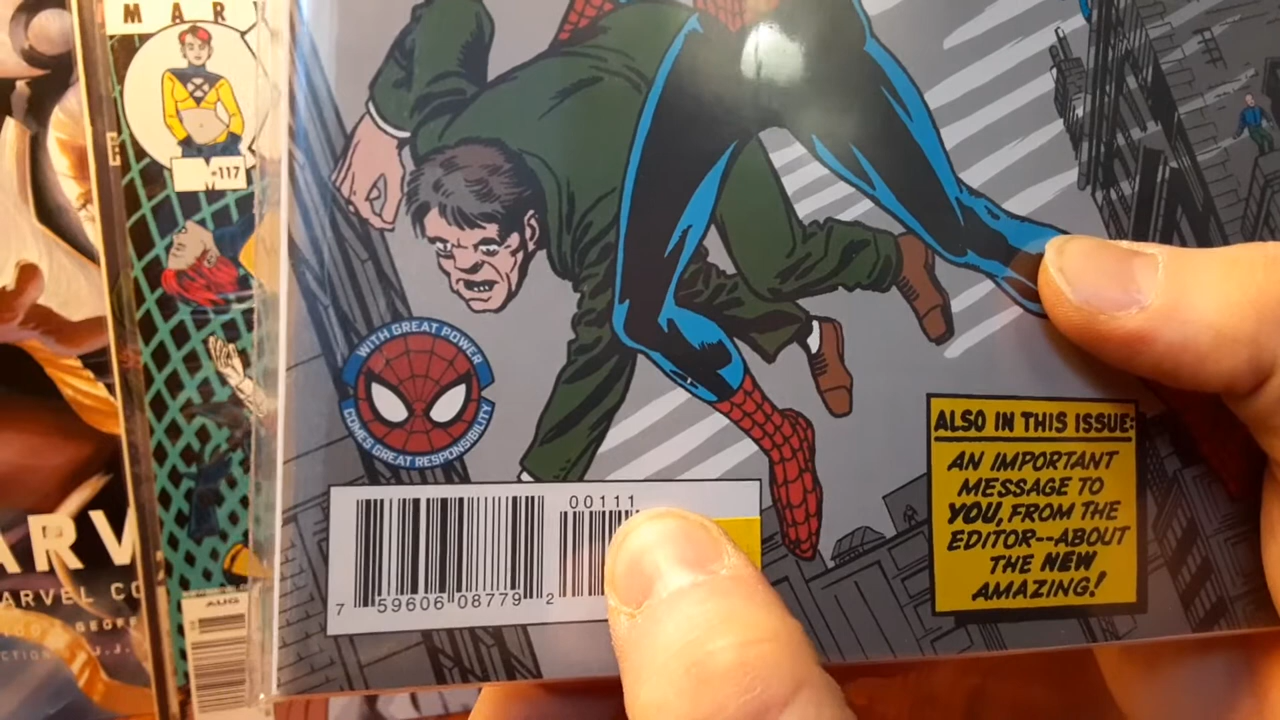 MAR
#117
WITH GREAT POWER
COMES GREAT RESPONSIBILITY
ALSO IN THIS ISSUE:
AN IMPORTANT
MESSAGE TO
YOU, FROM THE
EDITOR--ABOUT
THE NEW
AMAZING!
00111
7 59606 08779 2
ARV
ARVEL CO
GEOFF
J.J.
AUG